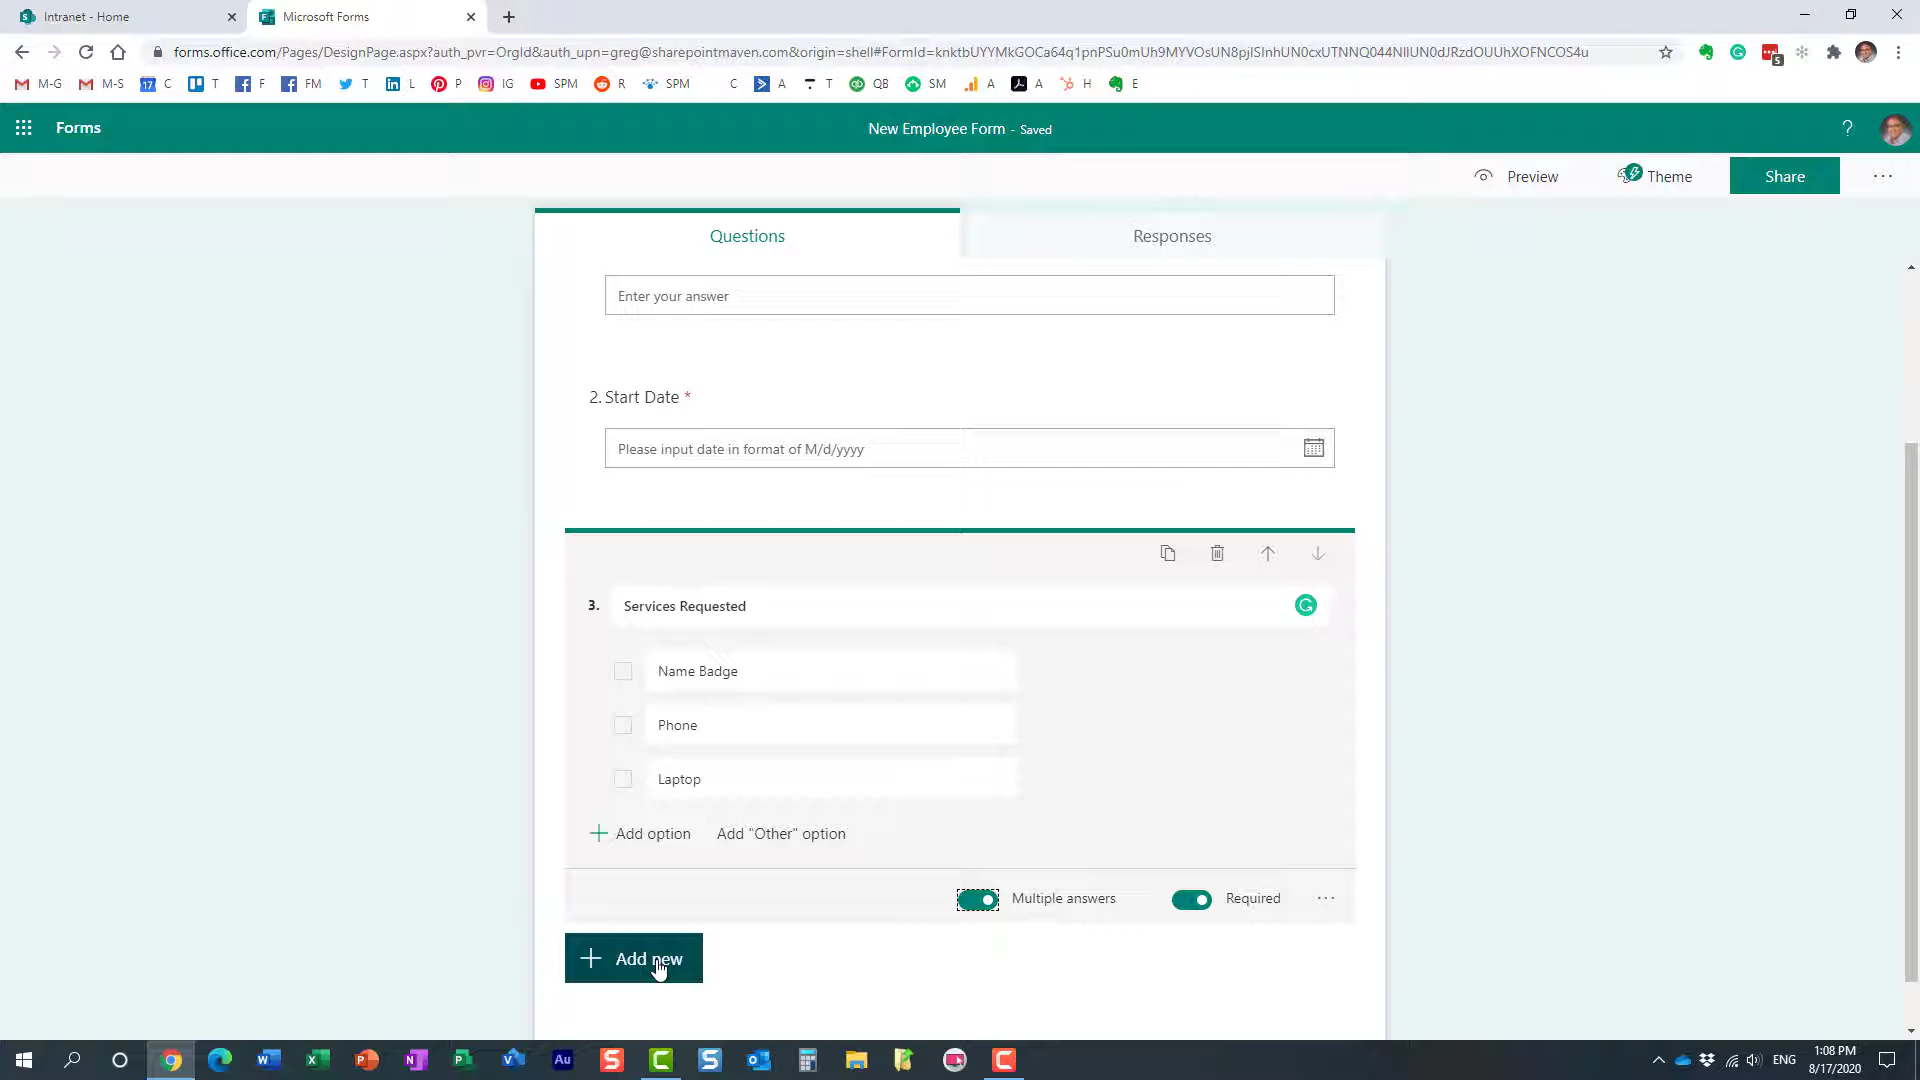 Intranet - Home
Microsoft Forms
forms.office.com/Pages/DesignPage.aspx?auth_pvr=OrgId&auth_upn=greg@sharepointmaven.com&origin=shell#FormId=
M-G M-S 17 C T F FM T L P IG SPM R SPM C A T QB SM A A H E
5
Forms
New Employee Form - Saved
?
Preview
Theme
Share
Questions
Responses
Enter your answer
2. Start Date *
Please input date in format of M/d/yyyy
3. Services Requested
Name Badge
Phone
Laptop
Add option Add "Other" option
Multiple answers Required
Add new
ENG
1:08 PM
8/17/2020